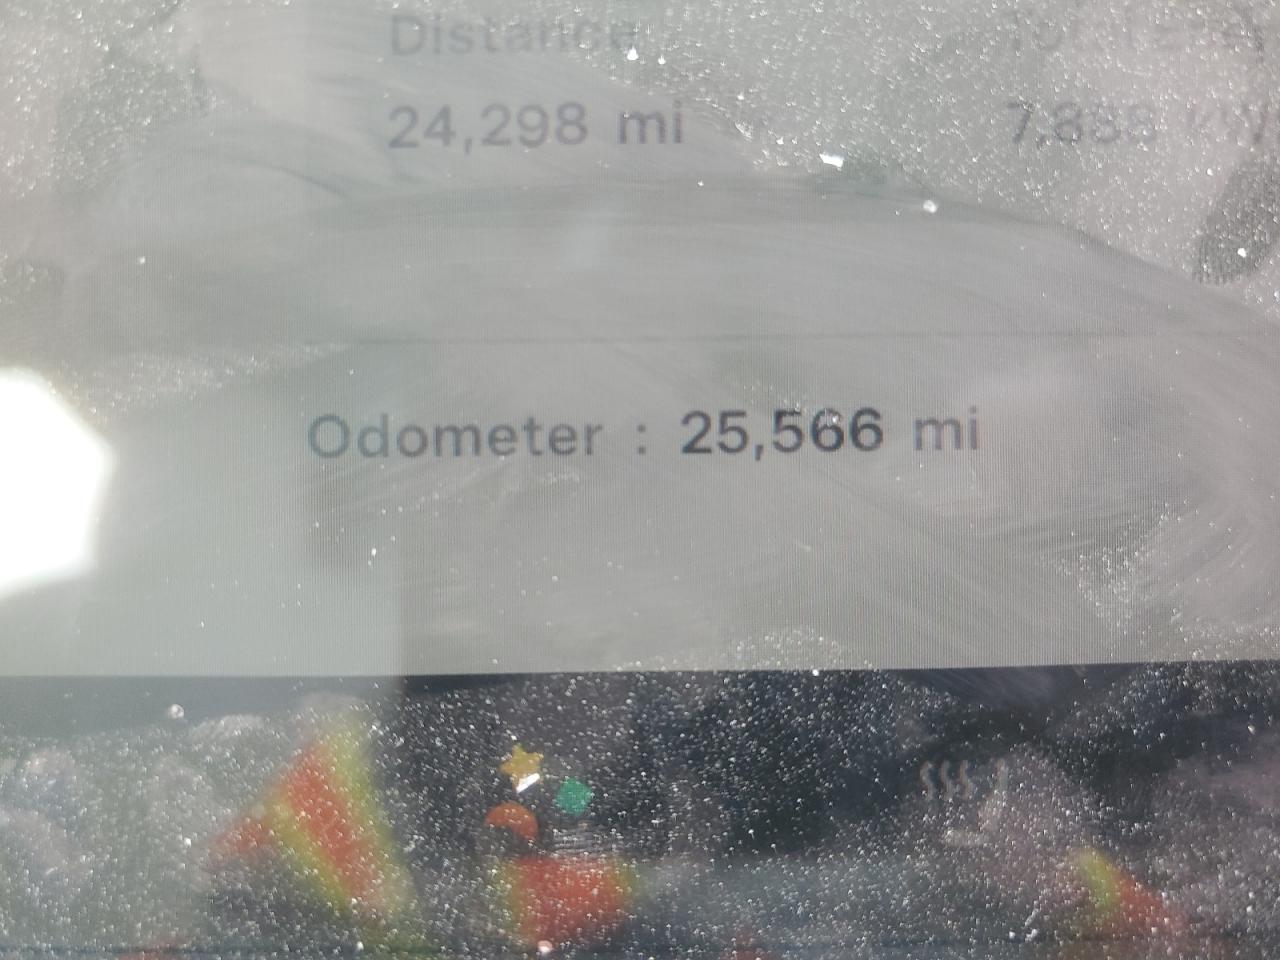 Distance
24,298 mi
Odometer : 25,566 mi